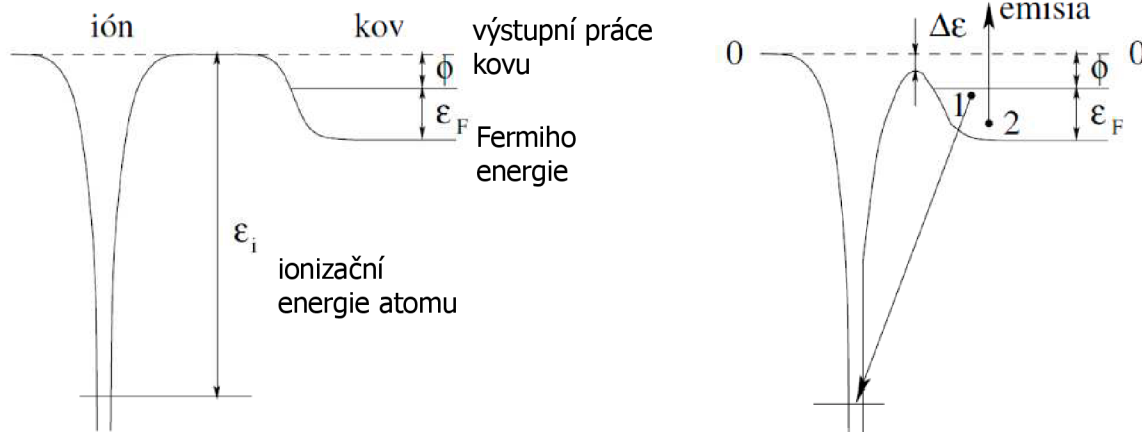 ión
kov
výstupní práce
kovu
ϕ
ε F
Fermiho
energie
ε i
ionizační
energie atomu
0
Δε
emisia
0
ϕ
1
2
ε F